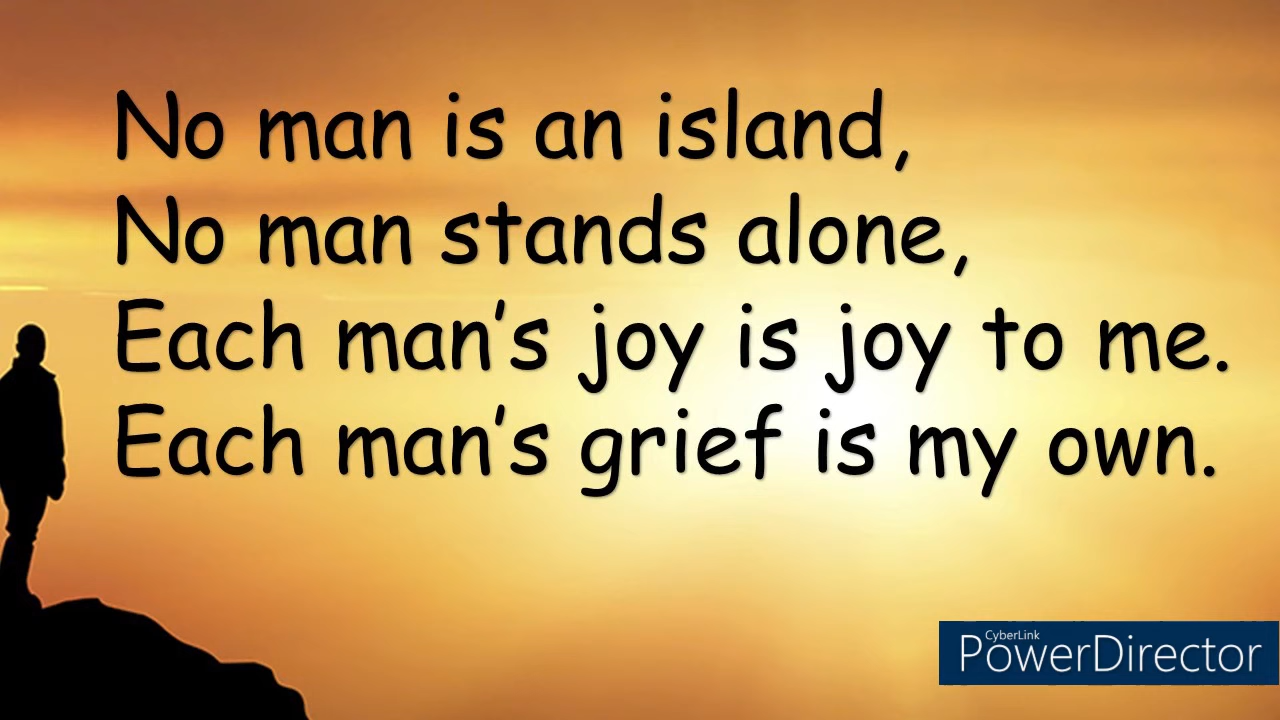 No man is an island,
No man stands alone,
Each man’s joy is joy to me.
Each man’s grief is my own.
CyberLink
PowerDirector